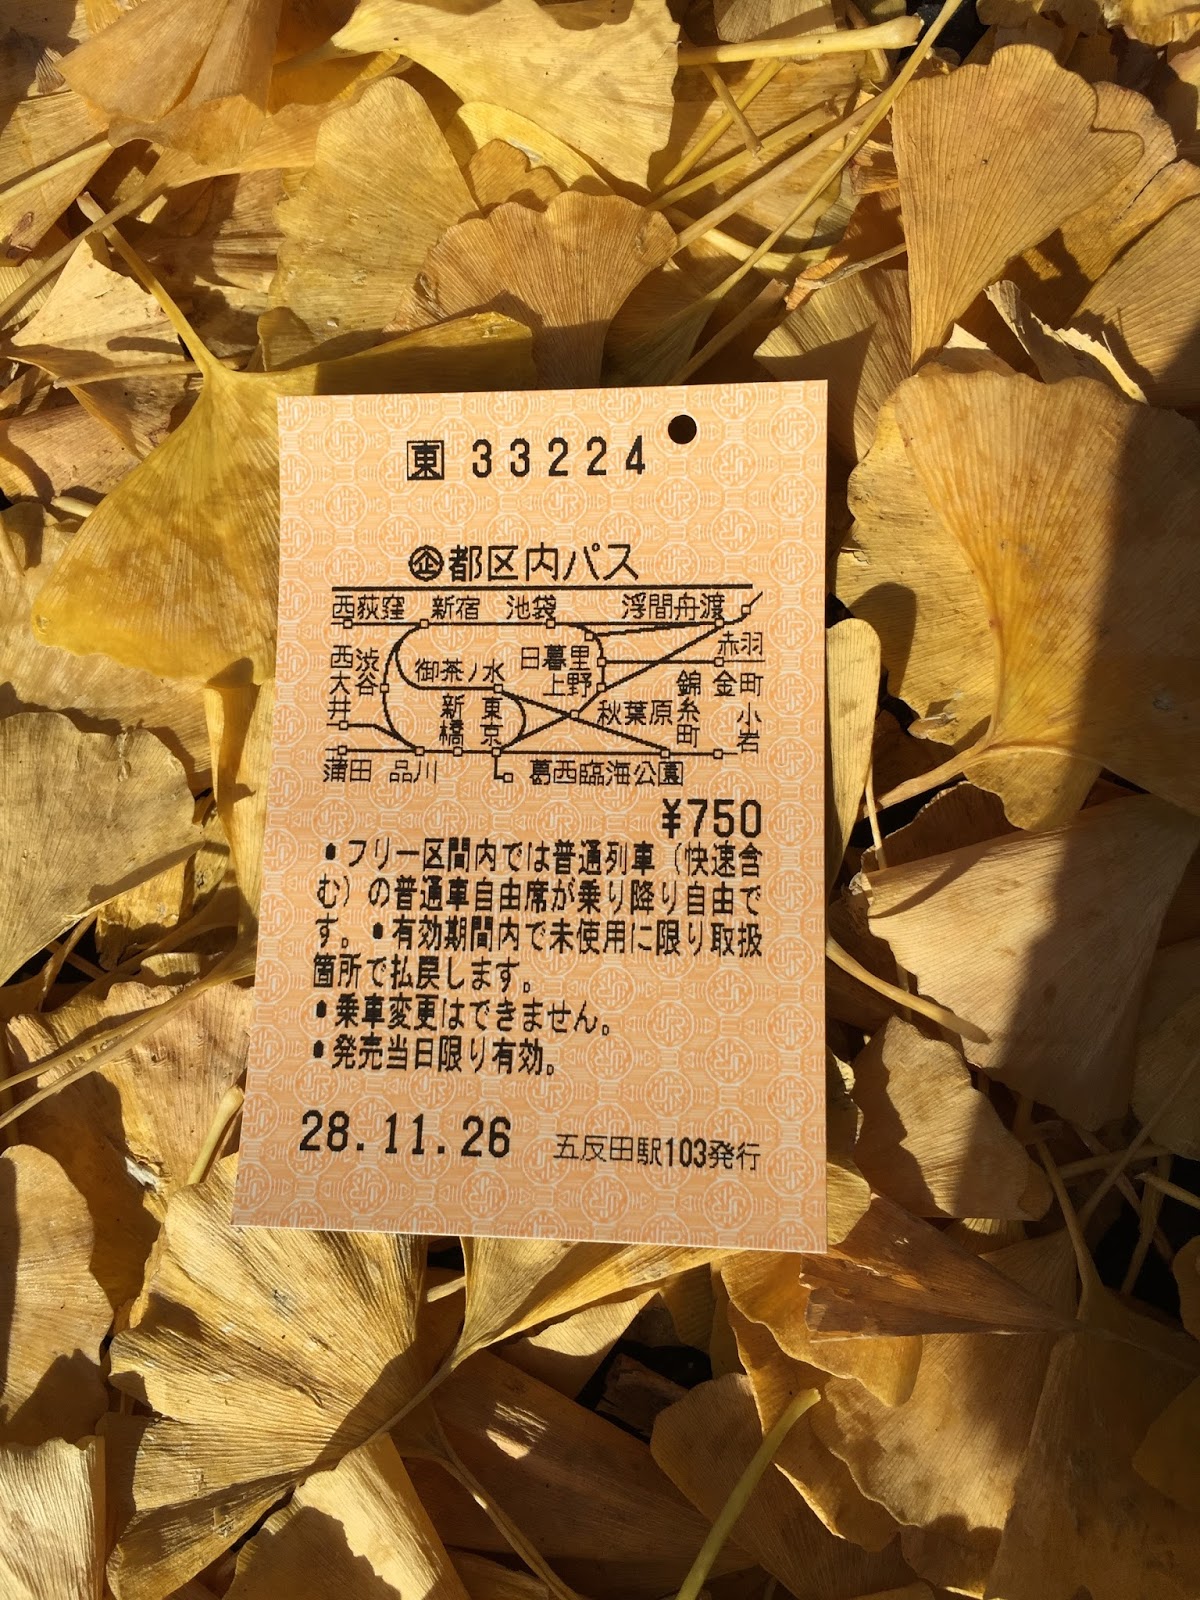 東 33224
企 都区内パス
西荻窪 新宿 池袋 浮間舟渡
赤羽
日暮里
御茶ノ水
西大井 渋谷
上野
錦糸町 金町
新橋 東京
秋葉原
小岩
蒲田 品川 葛西臨海公園
¥750
•フリー区間内では普通列車（快速含
む）の普通車自由席が乗り降り自由で
す。•有効期間内で未使用に限り取扱
箇所で払戻します。
•乗車変更はできません。
•発売当日限り有効。
28.11.26 五反田駅103発行